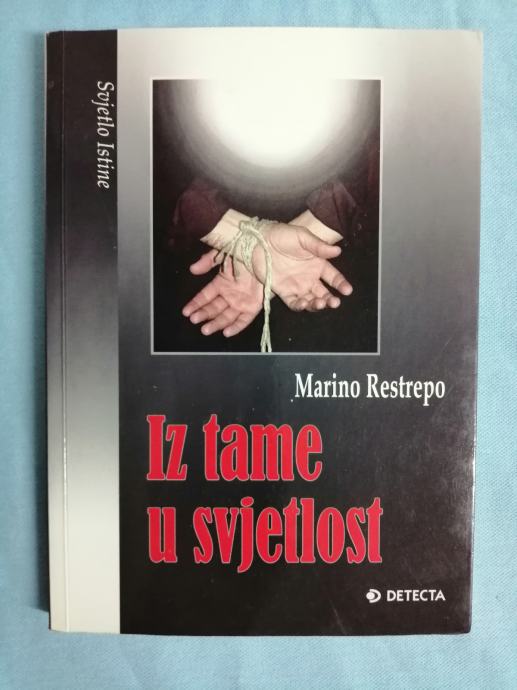 Svjetlo Istine
Marino Restrepo
Iz tame
u svjetlost
DETECTA